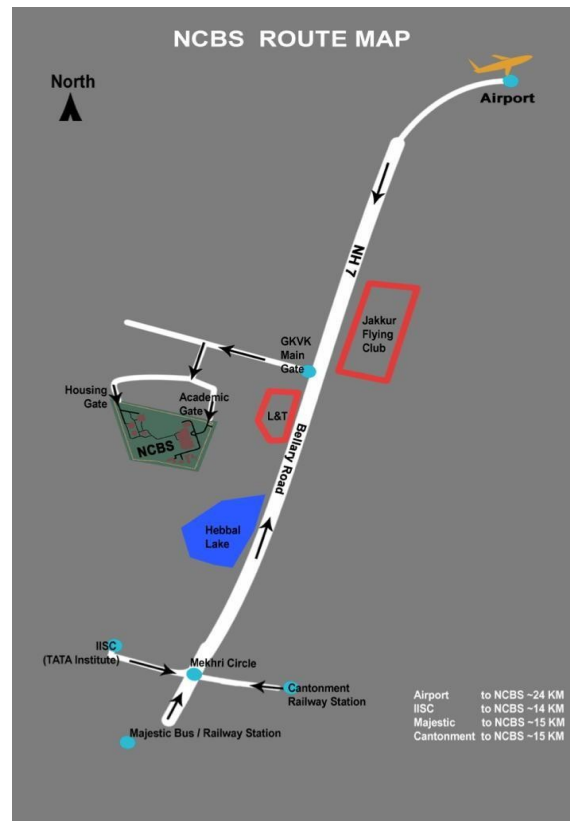 NCBS ROUTE MAP
North
Airport
NH 7
Jakkur
Flying
Club
GKVK
Main
Gate
Housing
Gate
Academic
Gate
L&T
NCBS
Bellary Road
Hebbal
Lake
IISC
(TATA Institute)
Mekhri Circle
Cantonment
Railway Station
Majestic Bus / Railway Station
Airport to NCBS ~24 KM
IISC to NCBS ~14 KM
Majestic to NCBS ~15 KM
Cantonment to NCBS ~15 KM